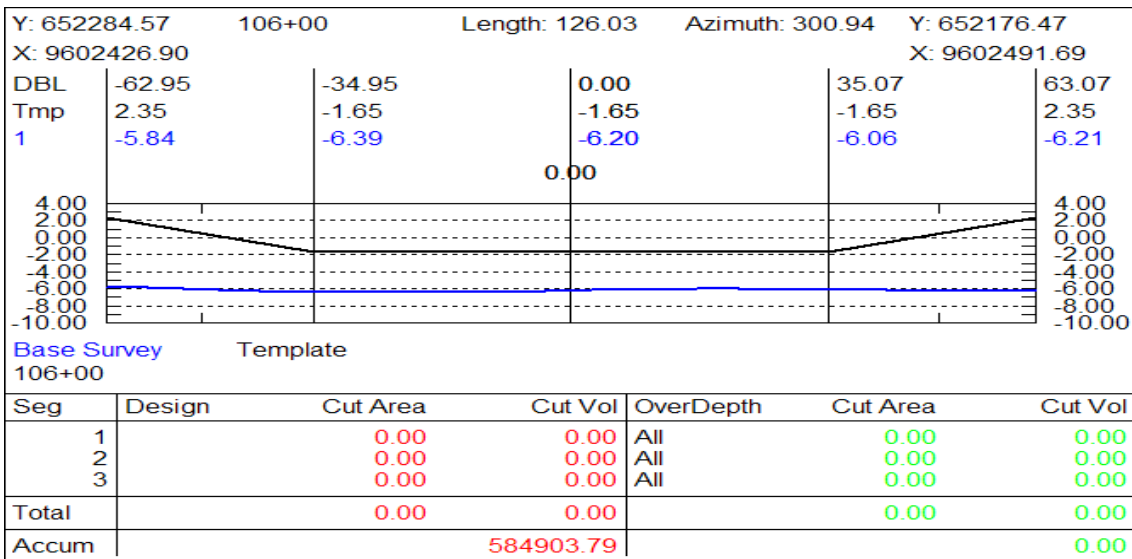 Y: 652284.57 106+00 Length: 126.03 Azimuth: 300.94 Y: 652176.47
X: 9602426.90 X: 9602491.69
DBL -62.95 -34.95 0.00 35.07 63.07
Tmp 2.35 -1.65 -1.65 -1.65 2.35
1 -5.84 -6.39 -6.20 -6.06 -6.21
0.00
4.00 4.00
2.00 2.00
0.00 0.00
-2.00 -2.00
-4.00 -4.00
-6.00 -6.00
-8.00 -8.00
-10.00 -10.00
Base Survey Template
106+00
Seg Design Cut Area Cut Vol OverDepth Cut Area Cut Vol
1 0.00 0.00 All 0.00 0.00
2 0.00 0.00 All 0.00 0.00
3 0.00 0.00 All 0.00 0.00
Total 0.00 0.00 0.00 0.00
Accum 584903.79 0.00